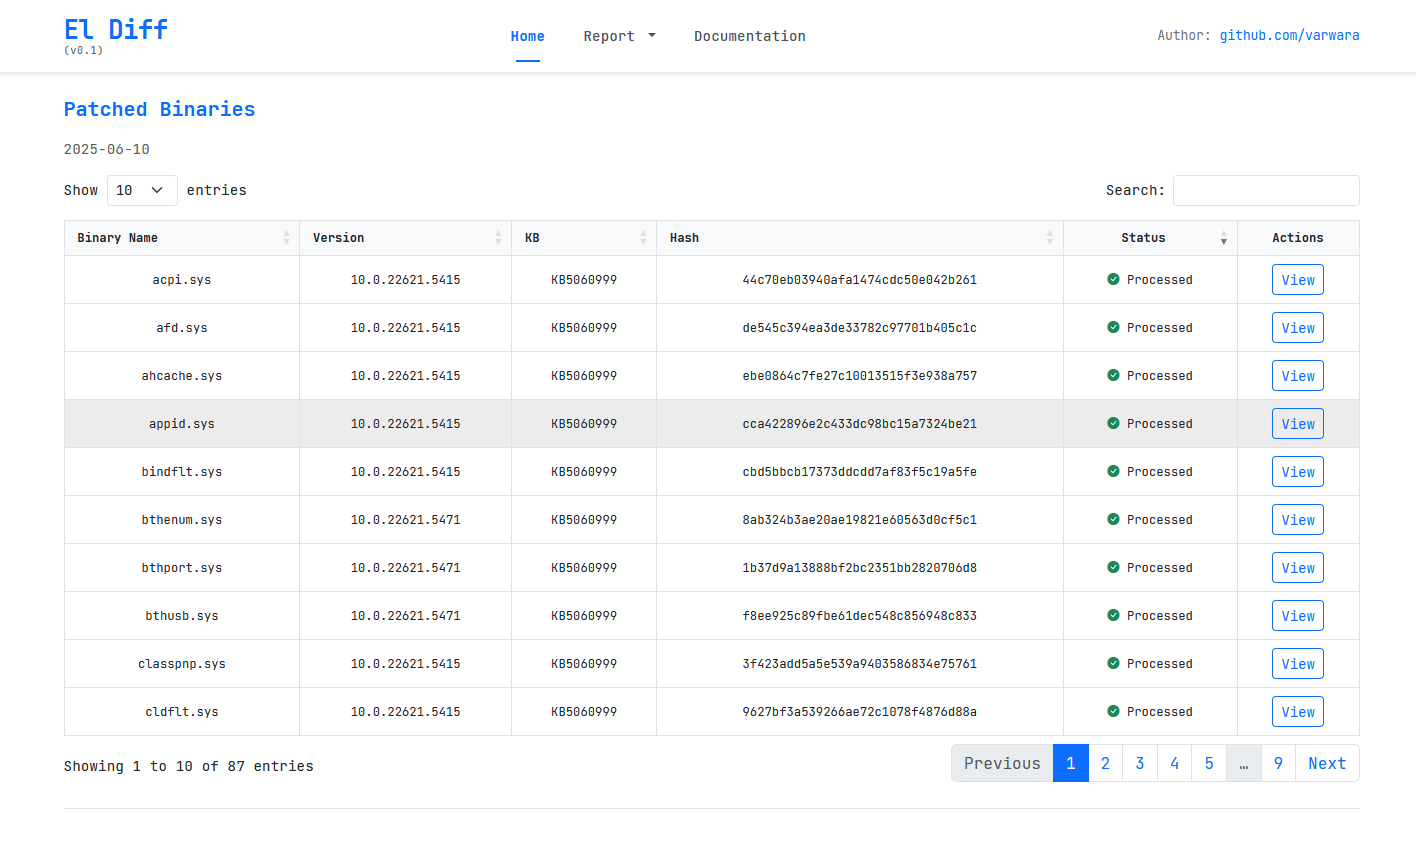 El Diff
(v0.1)
Home Report Documentation
Author: github.com/varwara
Patched Binaries
2025-06-10
Show 10 entries
Search:
Binary Name Version KB Hash Status Actions
acpi.sys 10.0.22621.5415 KB5060999 44c70eb03940afa1474cdc50e042b261 Processed View
afd.sys 10.0.22621.5415 KB5060999 de545c394ea3de33782c97701b405c1c Processed View
ahcache.sys 10.0.22621.5415 KB5060999 ebe0864c7fe27c10013515f3e938a757 Processed View
appid.sys 10.0.22621.5415 KB5060999 cca422896e2c433dc98bc15a7324be21 Processed View
bindflt.sys 10.0.22621.5415 KB5060999 cbd5bbcb17373ddcdd7af83f5c19a5fe Processed View
bthenum.sys 10.0.22621.5471 KB5060999 8ab324b3ae20ae19821e60563d0cf5c1 Processed View
bthport.sys 10.0.22621.5471 KB5060999 1b37d9a13888bf2bc2351bb2820706d8 Processed View
bthusb.sys 10.0.22621.5471 KB5060999 f8ee925c89fbe61dec548c856948c833 Processed View
classpnp.sys 10.0.22621.5415 KB5060999 3f423add5a5e539a9403586834e75761 Processed View
cldflt.sys 10.0.22621.5415 KB5060999 9627bf3a539266ae72c1078f4876d88a Processed View
Showing 1 to 10 of 87 entries
Previous 1 2 3 4 5 … 9 Next